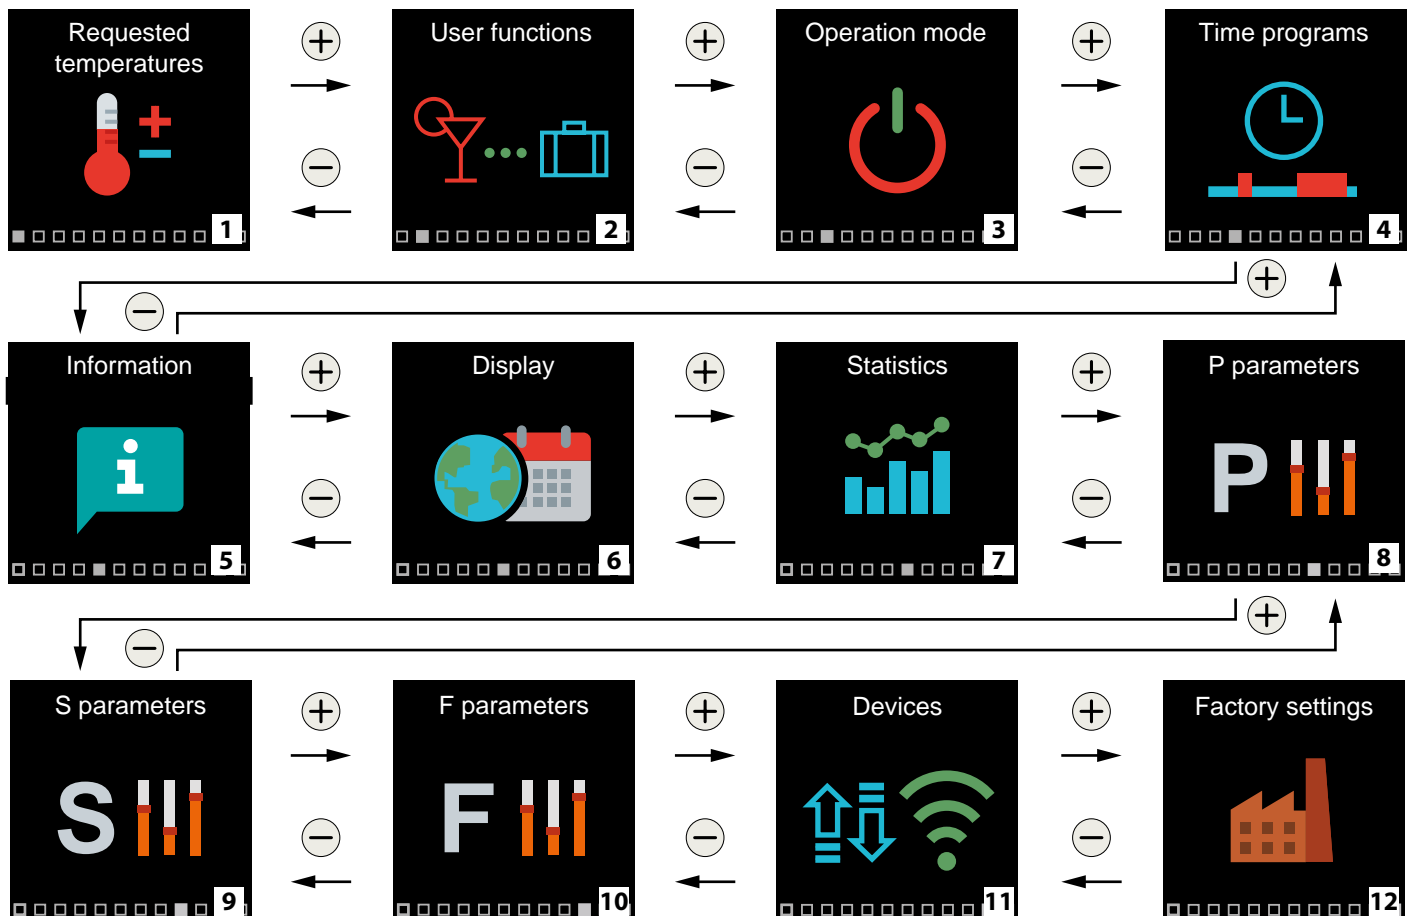 Requested
temperatures
1
User functions
2
Operation mode
3
Time programs
4
Information
i
5
Display
6
Statistics
7
P parameters
P
8
S parameters
S
9
F parameters
F
10
Devices
11
Factory settings
12